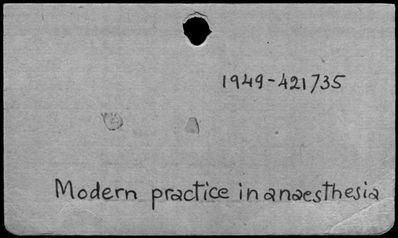 1949-421735
Modern practice in anaesthesia